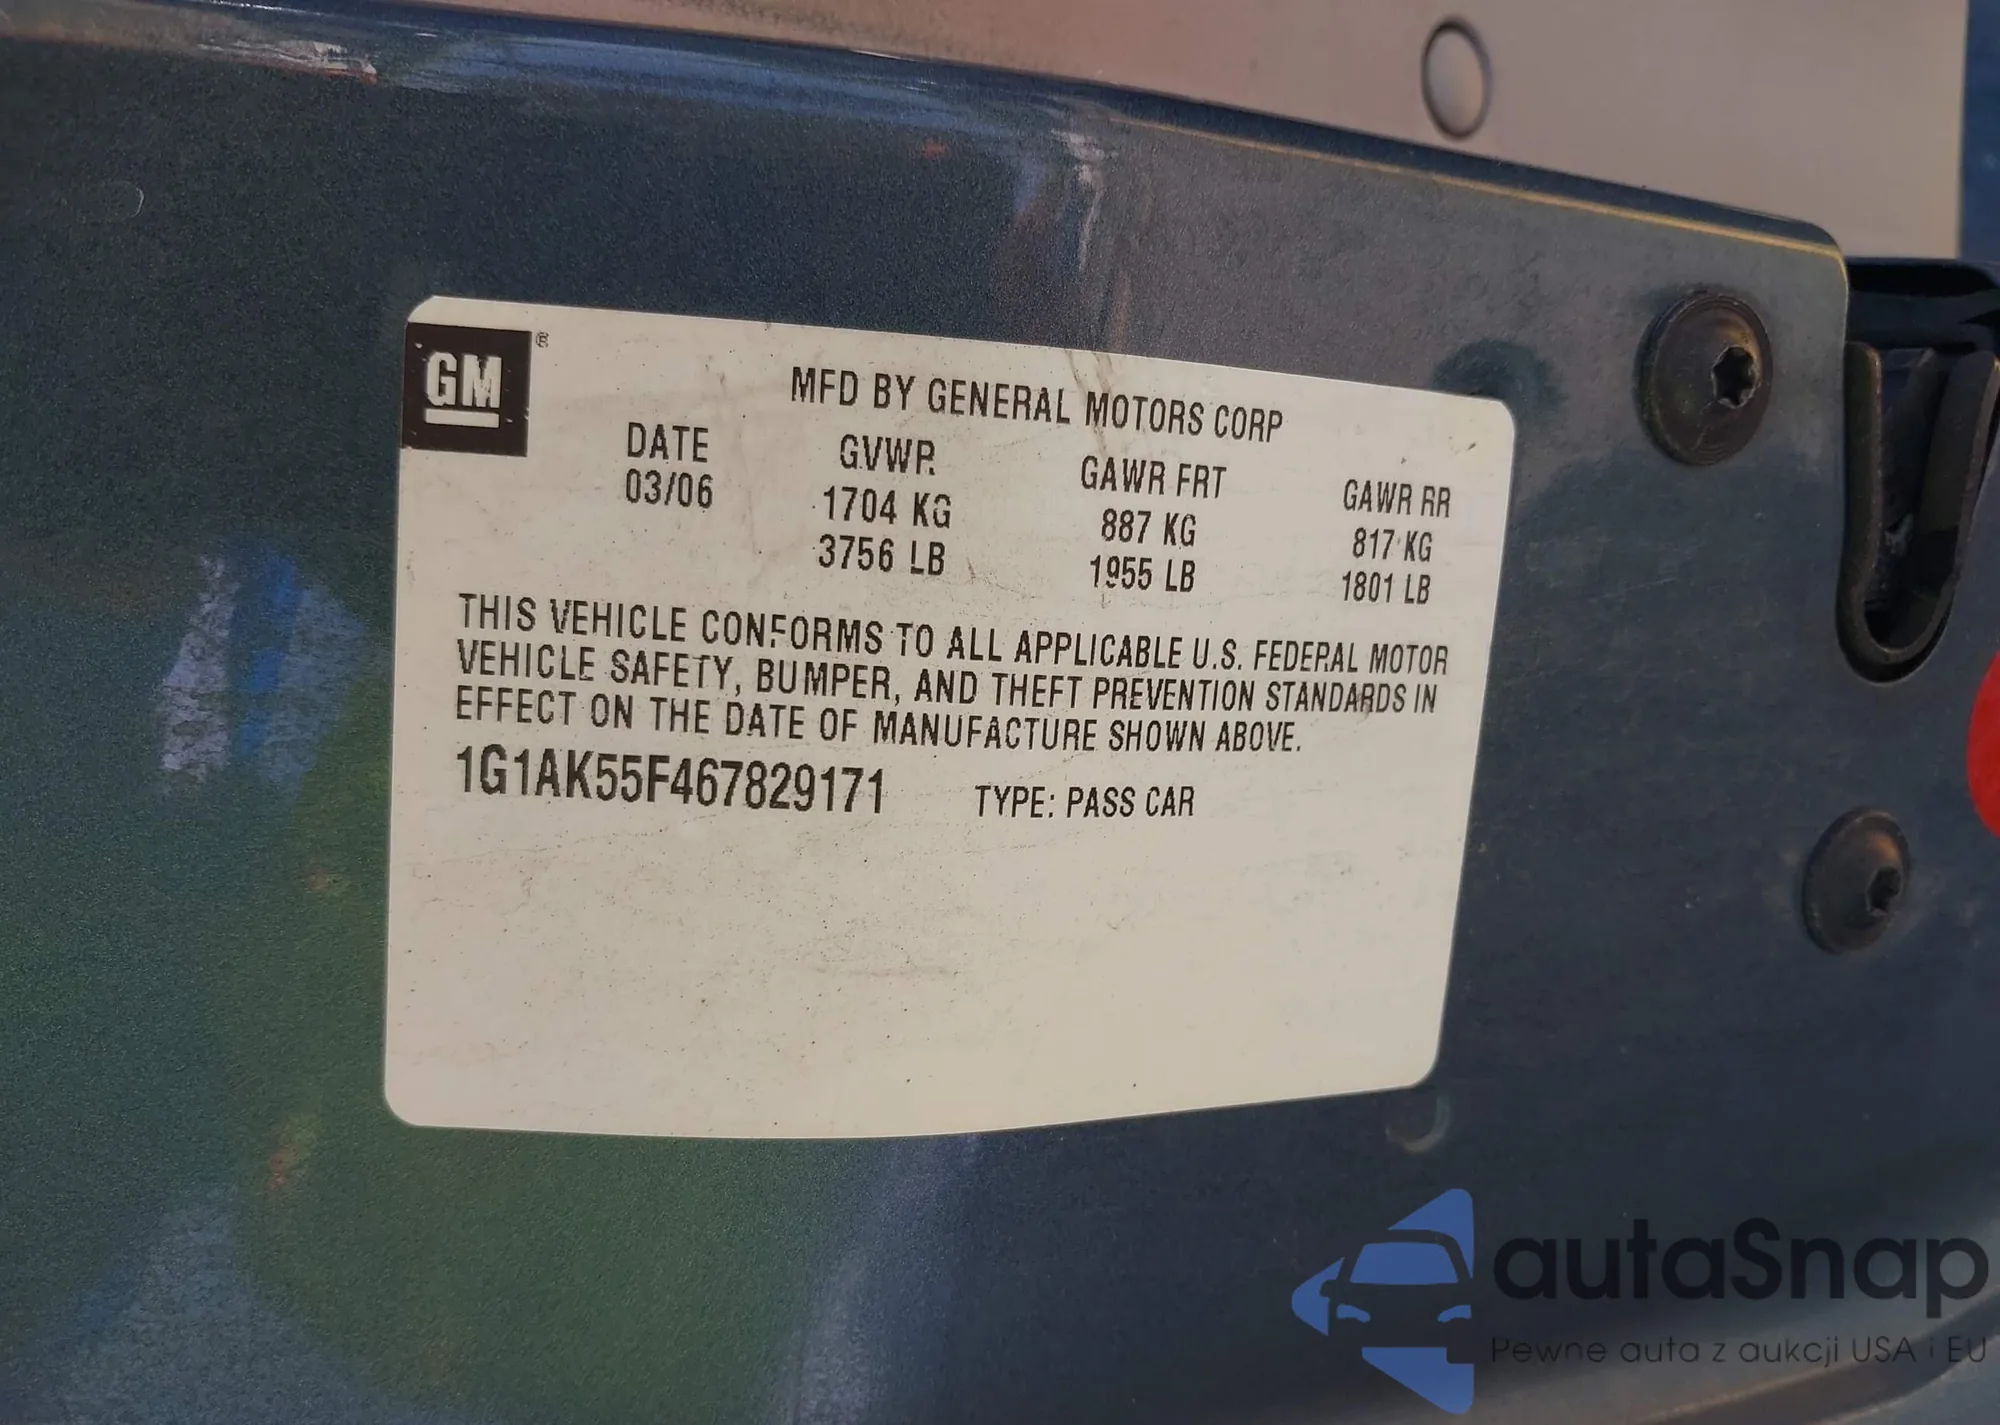 GM®
MFD BY GENERAL MOTORS CORP
DATE GVWR GAWR FRT GAWR RR
03/06 1704 KG 887 KG 817 KG
3756 LB 1955 LB 1801 LB
THIS VEHICLE CONFORMS TO ALL APPLICABLE U.S. FEDERAL MOTOR
VEHICLE SAFETY, BUMPER, AND THEFT PREVENTION STANDARDS IN
EFFECT ON THE DATE OF MANUFACTURE SHOWN ABOVE.
1G1AK55F467829171 TYPE: PASS CAR
autaSnap
Pewne auta z aukcji USA i EU